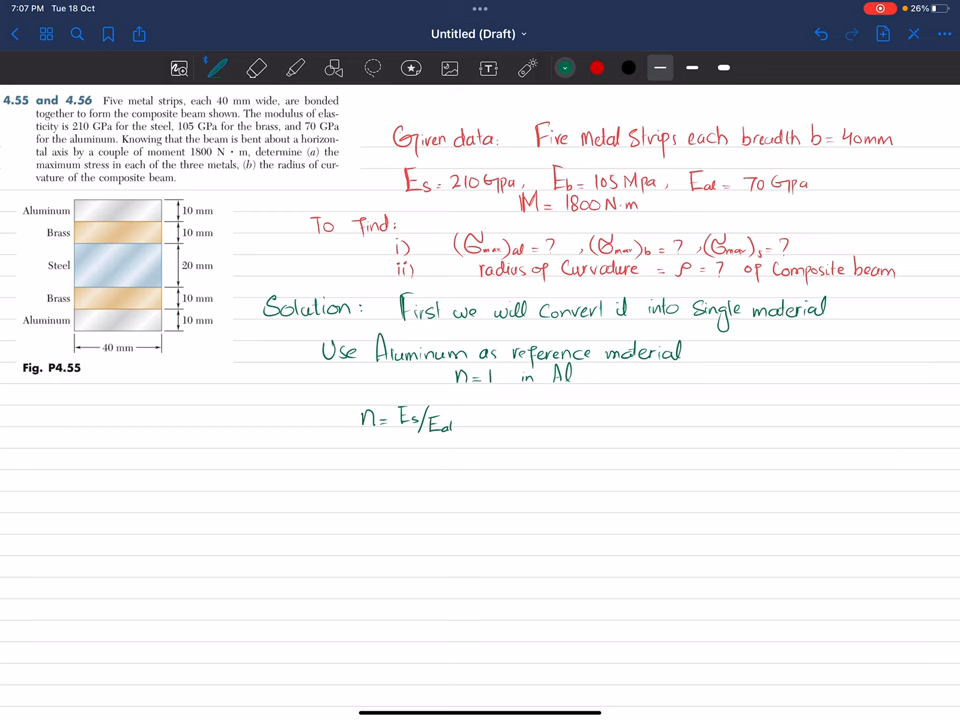 7:07 PM Tue 18 Oct
26%
Untitled (Draft)
4.55 and 4.56 Five metal strips, each 40 mm wide, are bonded
together to form the composite beam shown. The modulus of elas-
ticity is 210 GPa for the steel, 105 GPa for the brass, and 70 GPa
for the aluminum. Knowing that the beam is bent about a horizon-
tal axis by a couple of moment 1800 N · m, determine (a) the
maximum stress in each of the three metals, (b) the radius of cur-
vature of the composite beam.
Aluminum 10 mm
Brass 10 mm
Steel 20 mm
Brass 10 mm
Aluminum 10 mm
40 mm
Fig. P4.55
Given data: Five Metal Strips each breadth b = 40mm
Es = 210 Gpa, Eb = 105 Mpa, Eal = 70 Gpa
M = 1800 N.m
To find:
i) (σmax)al = ?, (σmax)b = ?, (σmax)s = ?
ii) radius of Curvadure = ρ = ? of Composite beam
Solution: First we will convert it into single material
Use Aluminum as reference material
n=1 in Al
n = Es/Eal